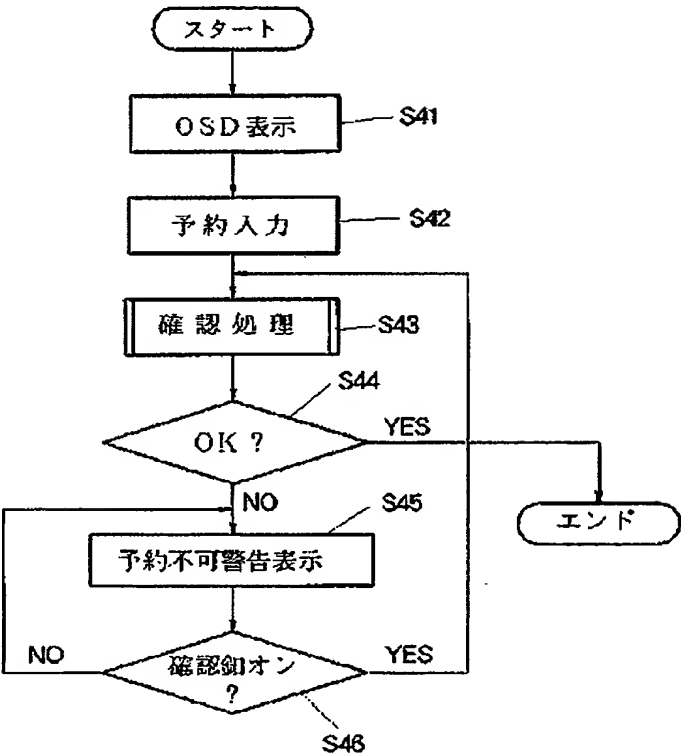 スタート
OSD表示
S41
予約入力
S42
確認処理
S43
S44
OK?
YES
NO
エンド
S45
予約不可警告表示
NO
確認釦オン
?
YES
S46